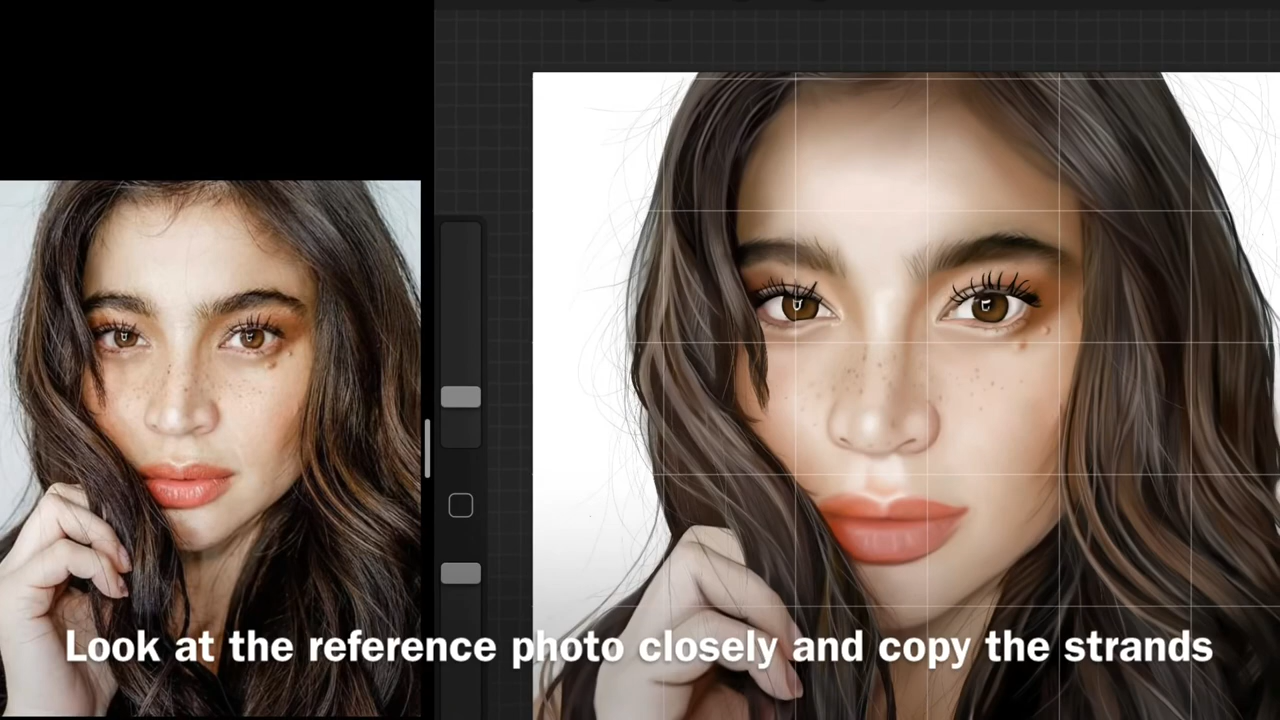 Look at the reference photo closely and copy the strands